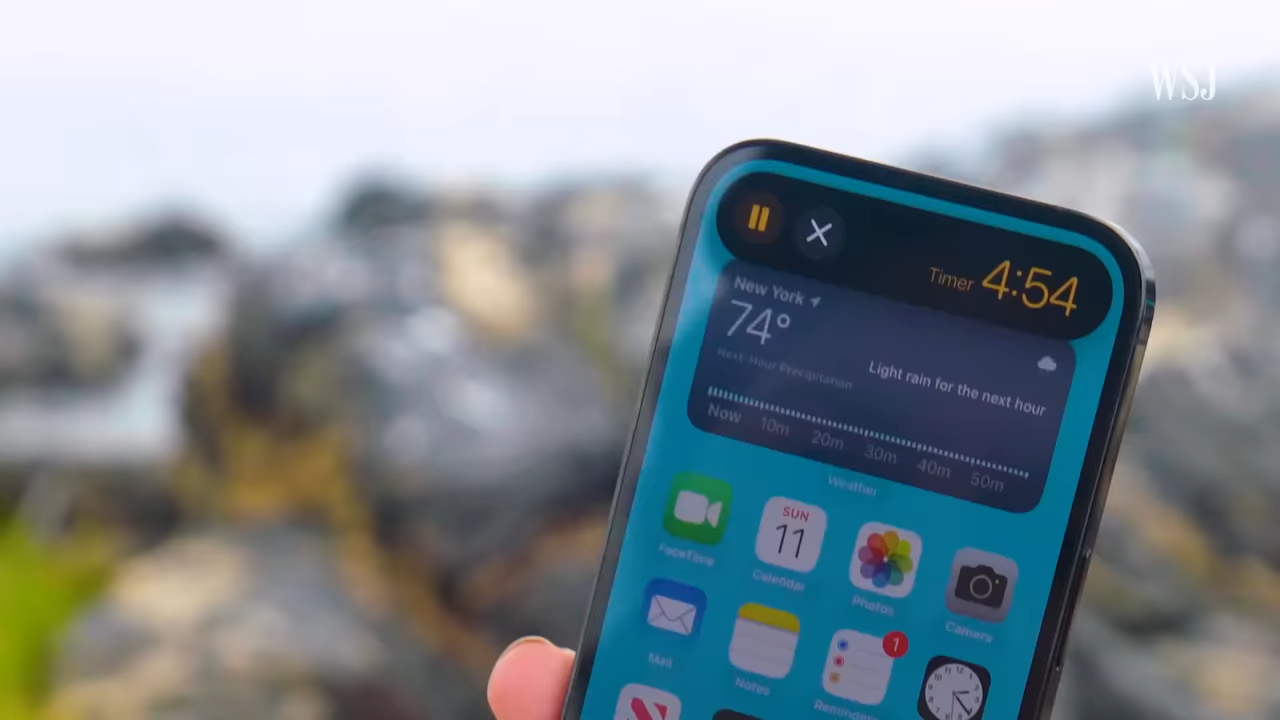 WSJ
Timer 4:54
New York
74°
Next-Hour Precipitation
Light rain for the next hour
Now 10m 20m 30m 40m 50m
Weather
SUN
11
FaceTime Calendar Photos Camera
1
Mail Notes Reminders